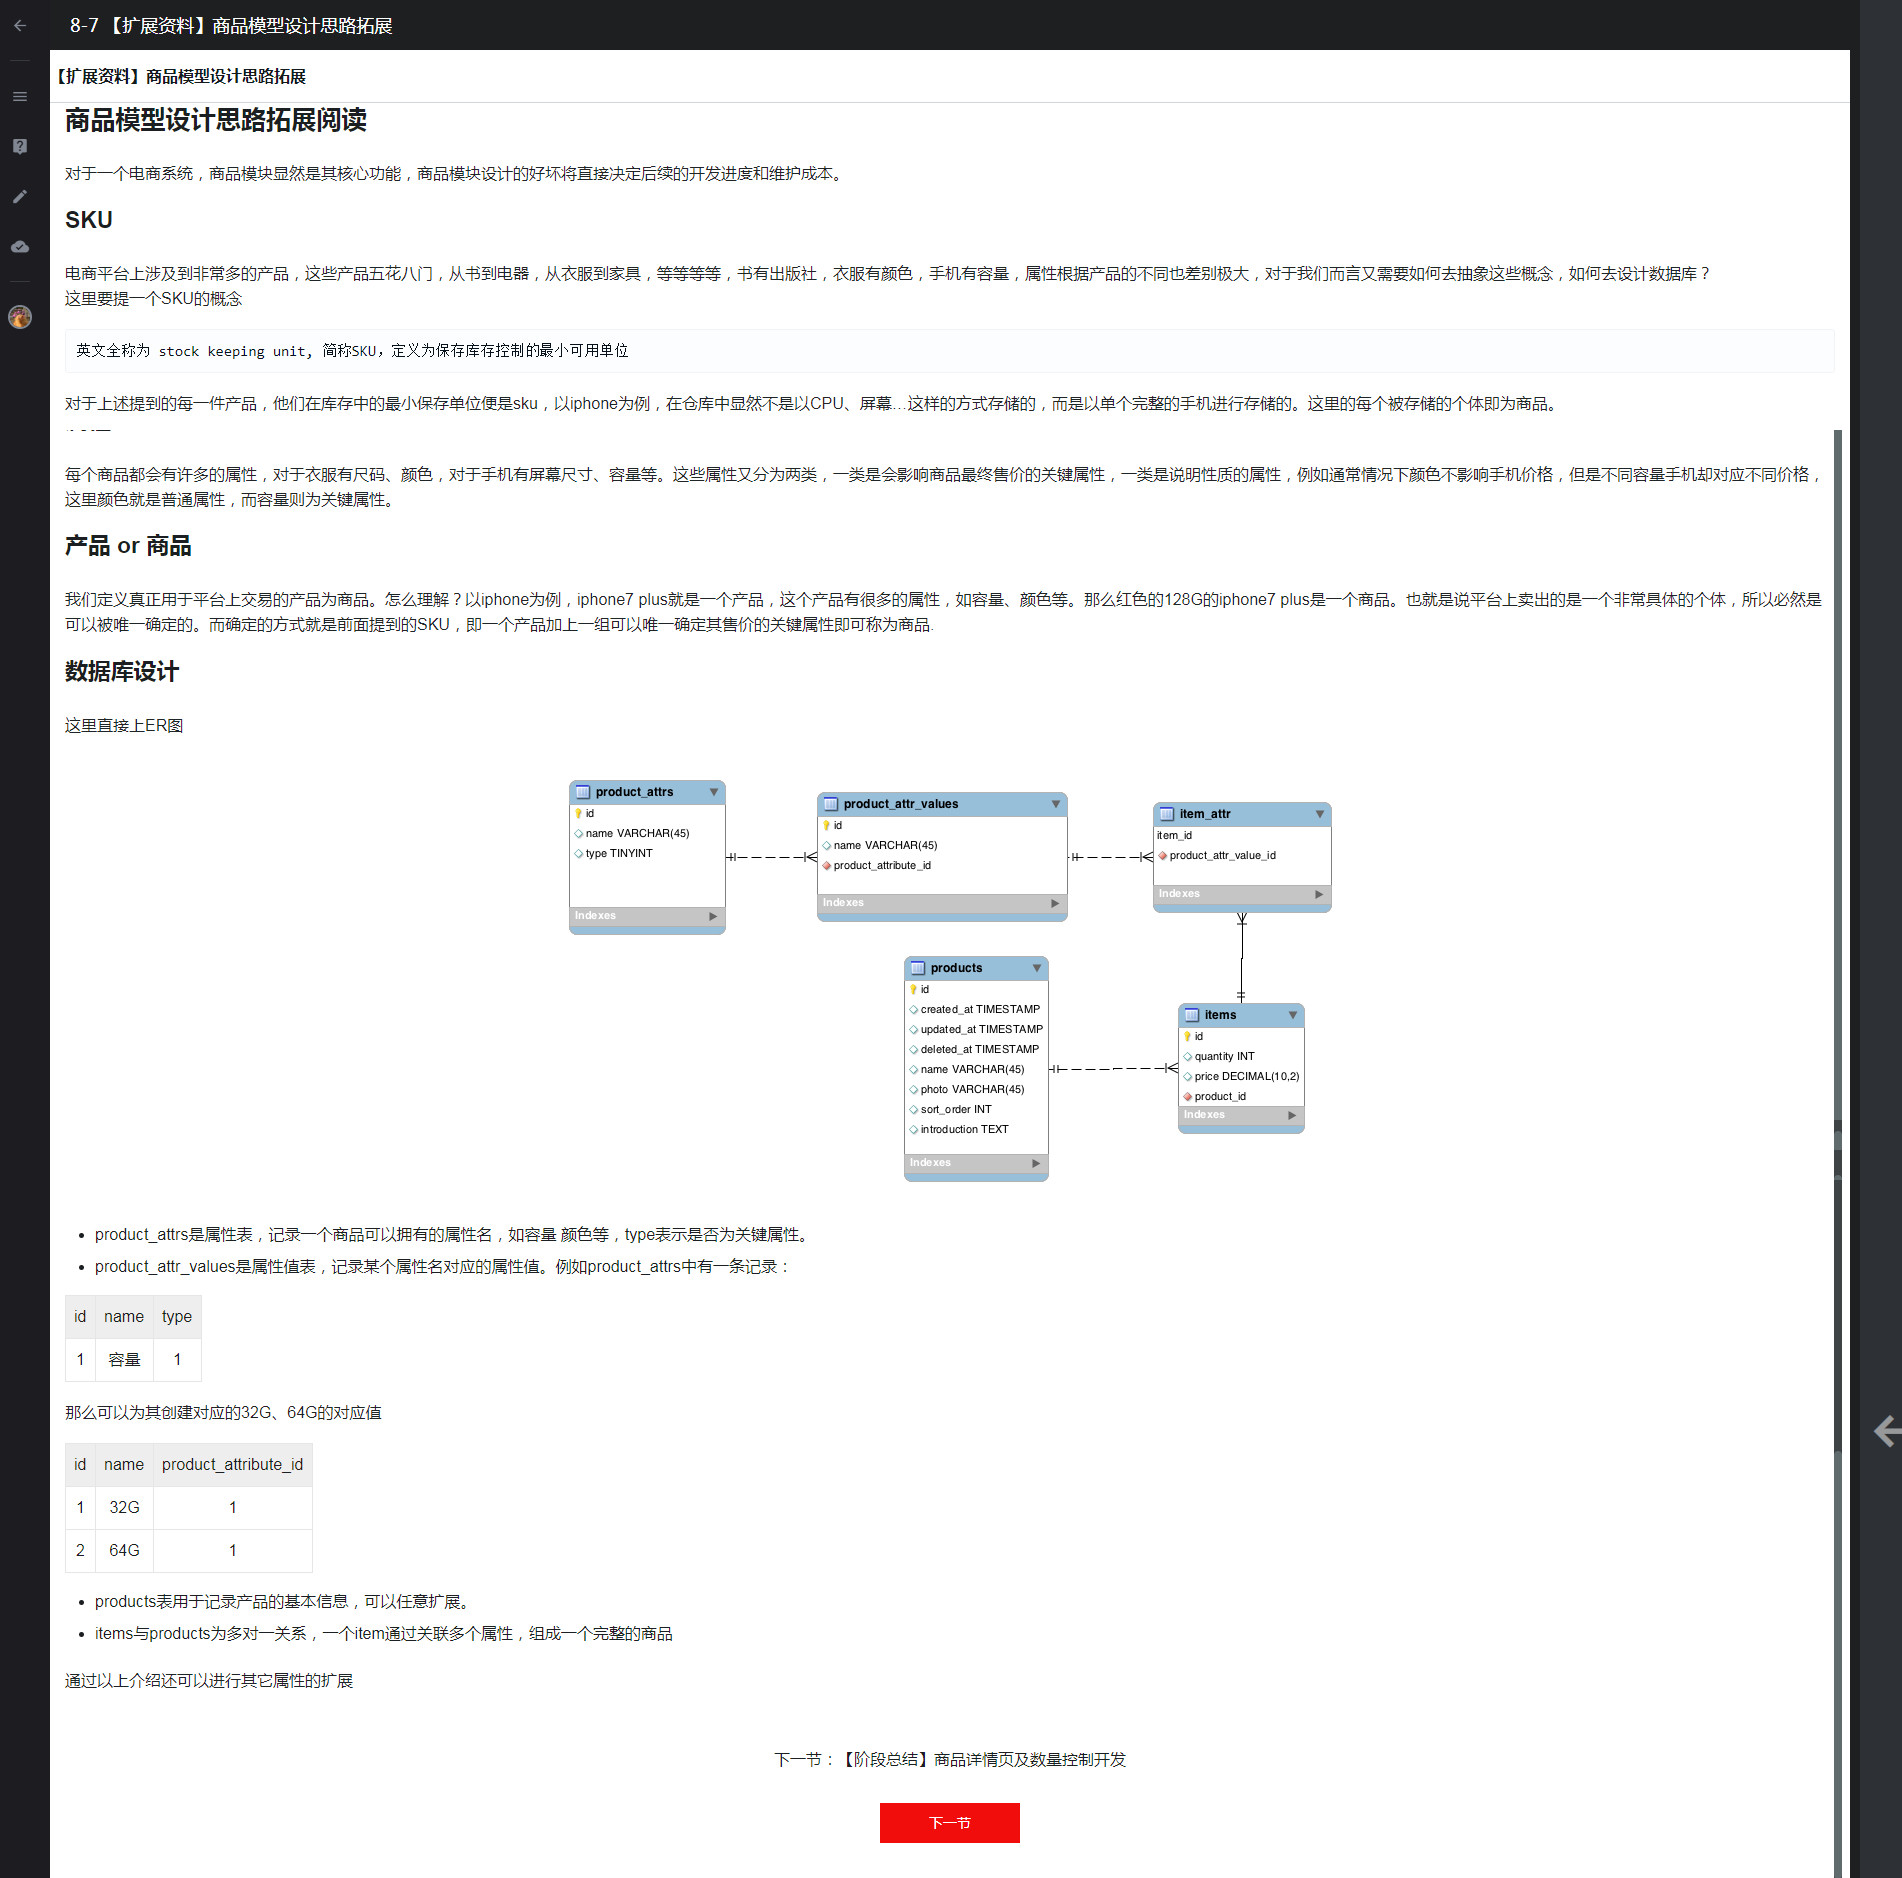 8-7 【扩展资料】商品模型设计思路拓展
【扩展资料】商品模型设计思路拓展
商品模型设计思路拓展阅读
对于一个电商系统，商品模块显然是其核心功能，商品模块设计的好坏将直接决定后续的开发进度和维护成本。
SKU
电商平台上涉及到非常多的产品，这些产品五花八门，从书到电器，从衣服到家具，等等等等，书有出版社，衣服有颜色，手机有容量，属性根据产品的不同也差别极大，对于我们而言又需要如何去抽象这些概念，如何去设计数据库？
这里要提一个SKU的概念
英文全称为 stock keeping unit, 简称SKU，定义为保存库存控制的最小可用单位
对于上述提到的每一件产品，他们在库存中的最小保存单位便是sku，以iphone为例，在仓库中显然不是以CPU、屏幕...这样的方式存储的，而是以单个完整的手机进行存储的。这里的每个被存储的个体即为商品。
每个商品都会有许多的属性，对于衣服有尺码、颜色，对于手机有屏幕尺寸、容量等。这些属性又分为两类，一类是会影响商品最终售价的关键属性，一类是说明性质的属性，例如通常情况下颜色不影响手机价格，但是不同容量手机却对应不同价格，
这里颜色就是普通属性，而容量则为关键属性。
产品 or 商品
我们定义真正用于平台上交易的产品为商品。怎么理解？以iphone为例，iphone7 plus就是一个产品，这个产品有很多的属性，如容量、颜色等。那么红色的128G的iphone7 plus是一个商品。也就是说平台上卖出的是一个非常具体的个体，所以必然是
可以被唯一确定的。而确定的方式就是前面提到的SKU，即一个产品加上一组可以唯一确定其售价的关键属性即可称为商品.
数据库设计
这里直接上ER图
product_attrs
id
name VARCHAR(45)
type TINYINT
Indexes
product_attr_values
id
name VARCHAR(45)
product_attribute_id
Indexes
item_attr
item_id
product_attr_value_id
Indexes
products
id
created_at TIMESTAMP
updated_at TIMESTAMP
deleted_at TIMESTAMP
name VARCHAR(45)
photo VARCHAR(45)
sort_order INT
introduction TEXT
Indexes
items
id
quantity INT
price DECIMAL(10,2)
product_id
Indexes
product_attrs是属性表，记录一个商品可以拥有的属性名，如容量 颜色等，type表示是否为关键属性。
product_attr_values是属性值表，记录某个属性名对应的属性值。例如product_attrs中有一条记录：
id name type
1 容量 1
那么可以为其创建对应的32G、64G的对应值
id name product_attribute_id
1 32G 1
2 64G 1
products表用于记录产品的基本信息，可以任意扩展。
items与products为多对一关系，一个item通过关联多个属性，组成一个完整的商品
通过以上介绍还可以进行其它属性的扩展
下一节：【阶段总结】商品详情页及数量控制开发
下一节